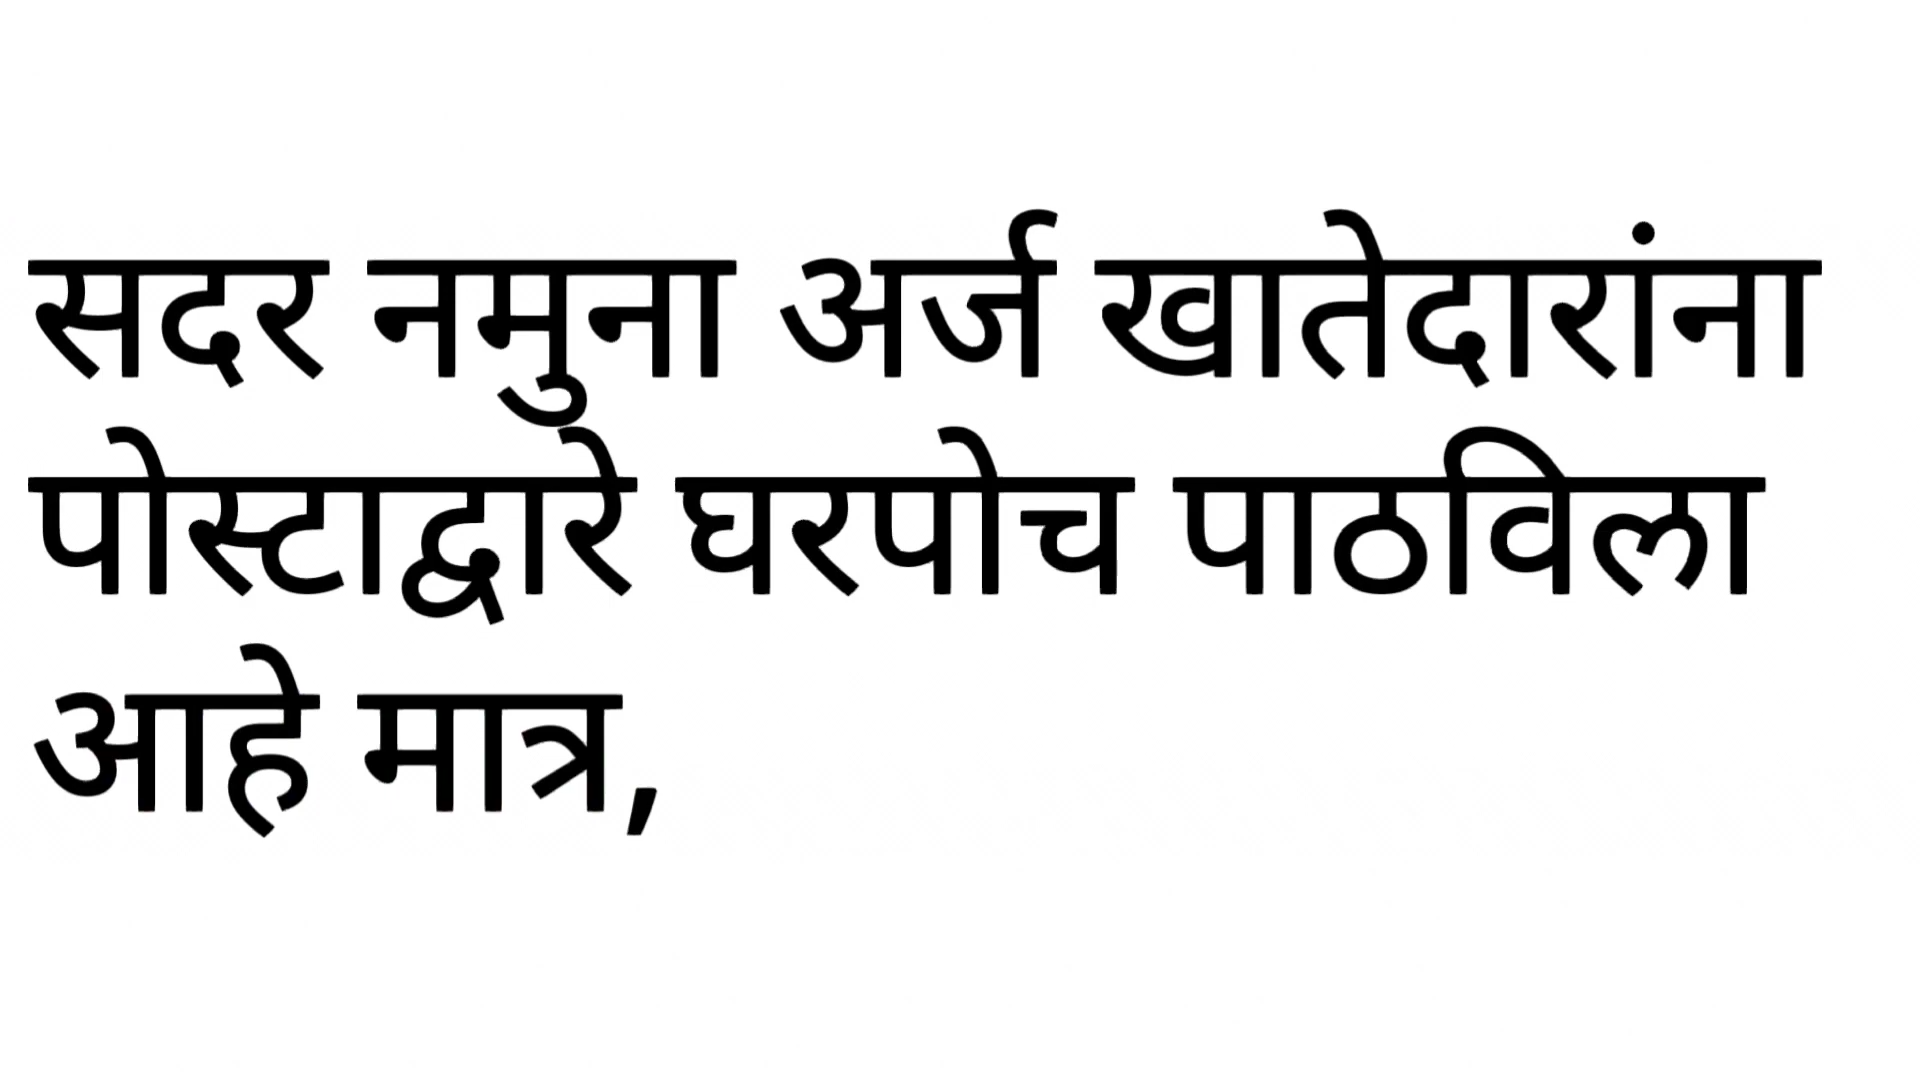 सदर नमुना अर्ज खातेदारांना
पोस्टाद्वारे घरपोच पाठविला
आहे मात्र,